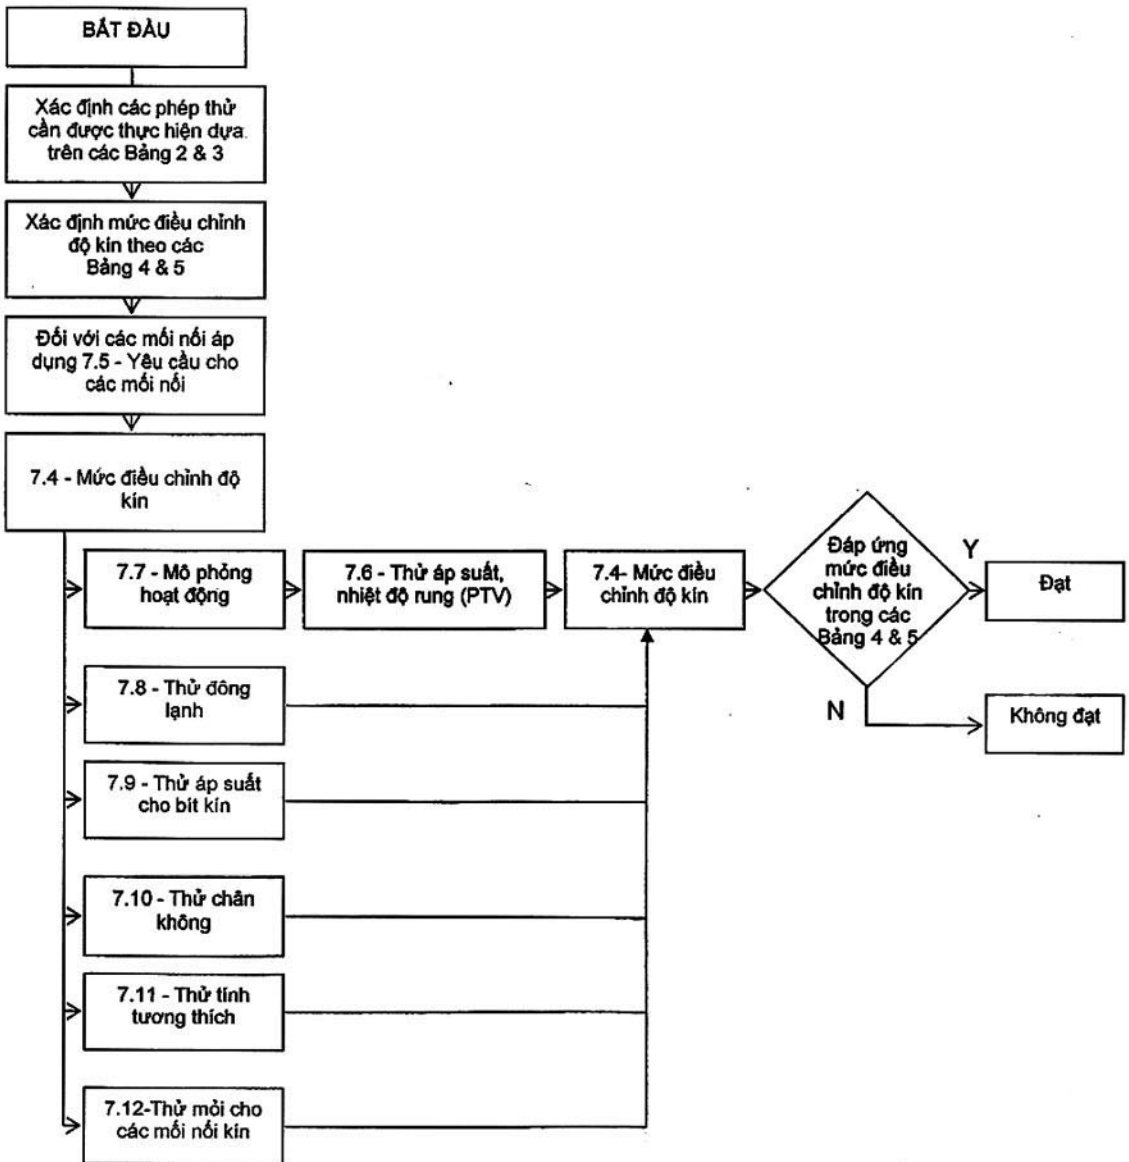 BẮT ĐẦU
Xác định các phép thử
cần được thực hiện dựa
trên các Bảng 2 & 3
Xác định mức điều chỉnh
độ kín theo các
Bảng 4 & 5
Đối với các mối nối áp
dụng 7.5 - Yêu cầu cho
các mối nối
7.4 - Mức điều chỉnh độ
kín
7.7 - Mô phỏng
hoạt động
7.6 - Thử áp suất,
nhiệt độ rung (PTV)
7.4- Mức điều
chỉnh độ kín
Đáp ứng
mức điều
chỉnh độ kín
trong các
Bảng 4 & 5
Y
Đạt
N
Không đạt
7.8 - Thử đông
lạnh
7.9 - Thử áp suất
cho bít kín
7.10 - Thử chân
không
7.11 - Thử tính
tương thích
7.12-Thử mỏi cho
các mối nối kín